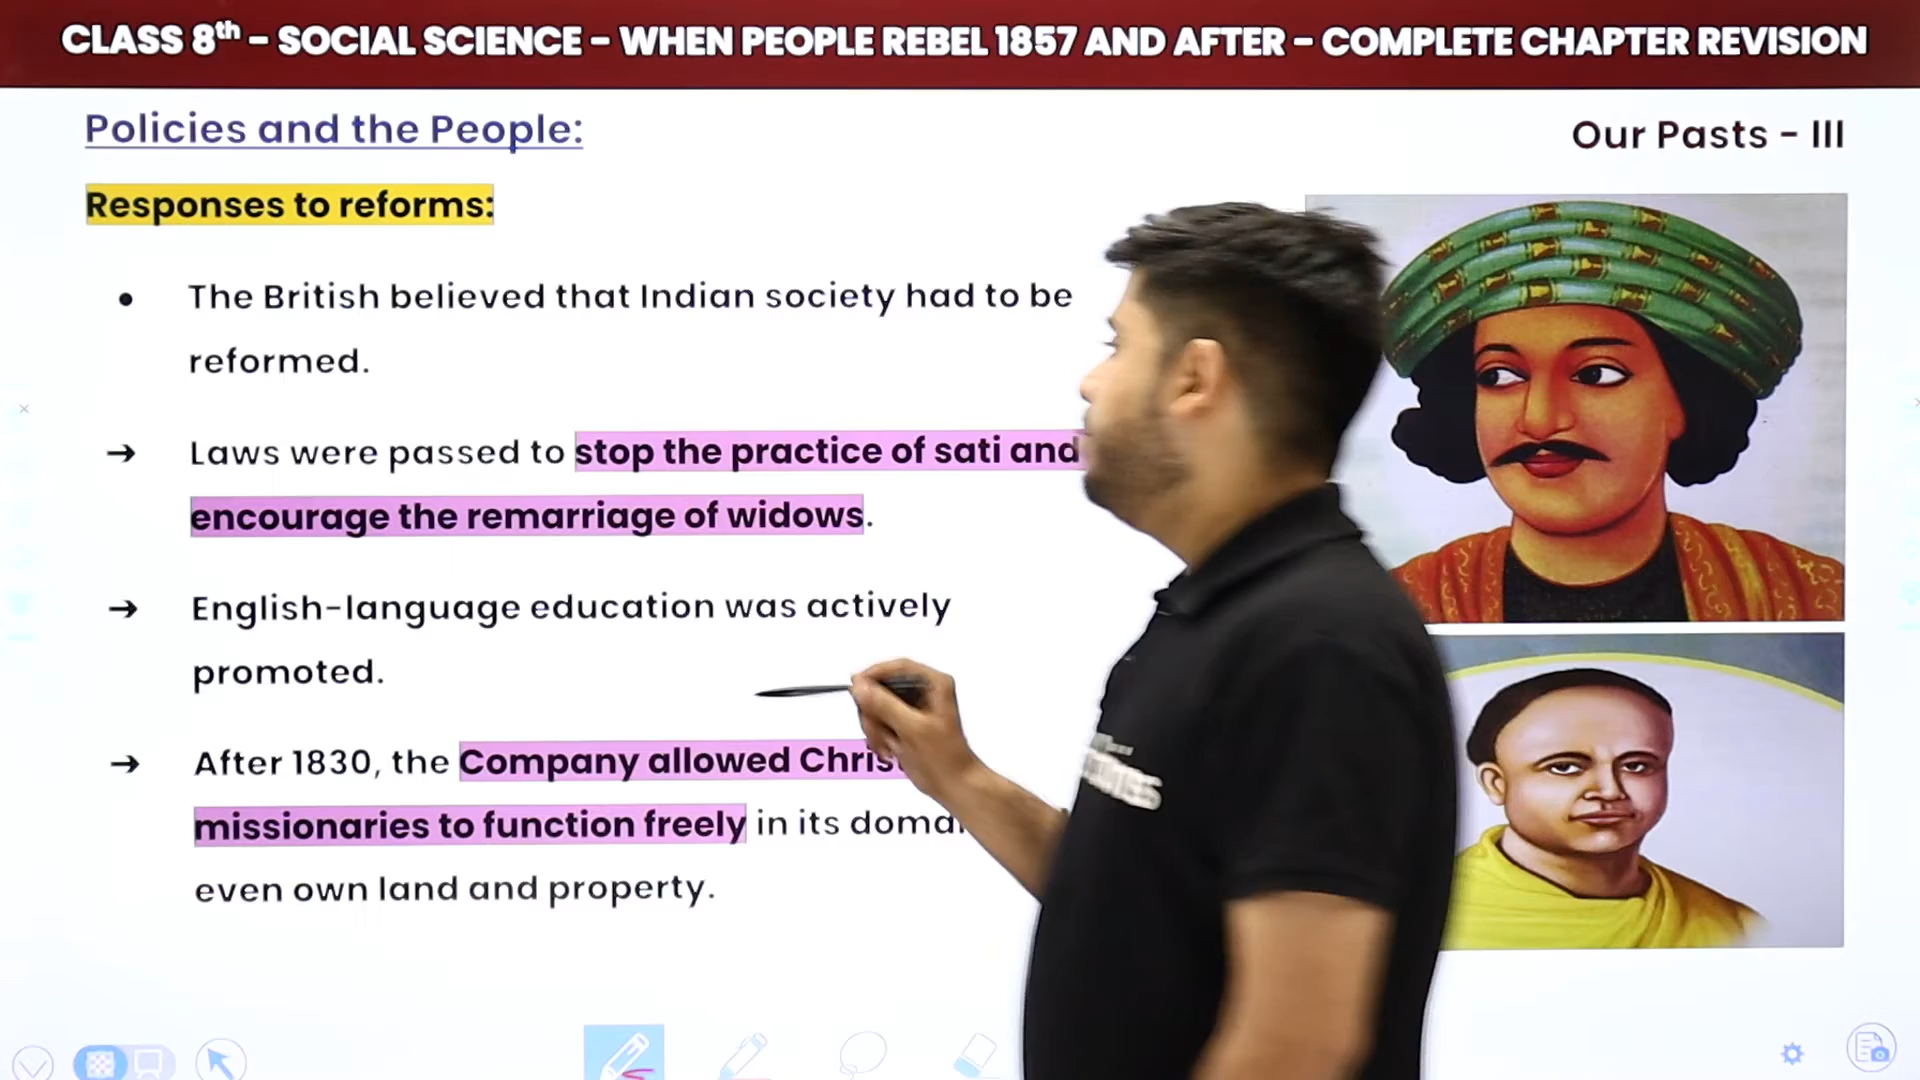 CLASS 8th – SOCIAL SCIENCE – WHEN PEOPLE REBEL 1857 AND AFTER – COMPLETE CHAPTER REVISION
Policies and the People:
Our Pasts - III
Responses to reforms:
• The British believed that Indian society had to be
reformed.
→ Laws were passed to stop the practice of sati and
encourage the remarriage of widows.
→ English-language education was actively
promoted.
→ After 1830, the Company allowed
missionaries to function freely in its
even own land and property.